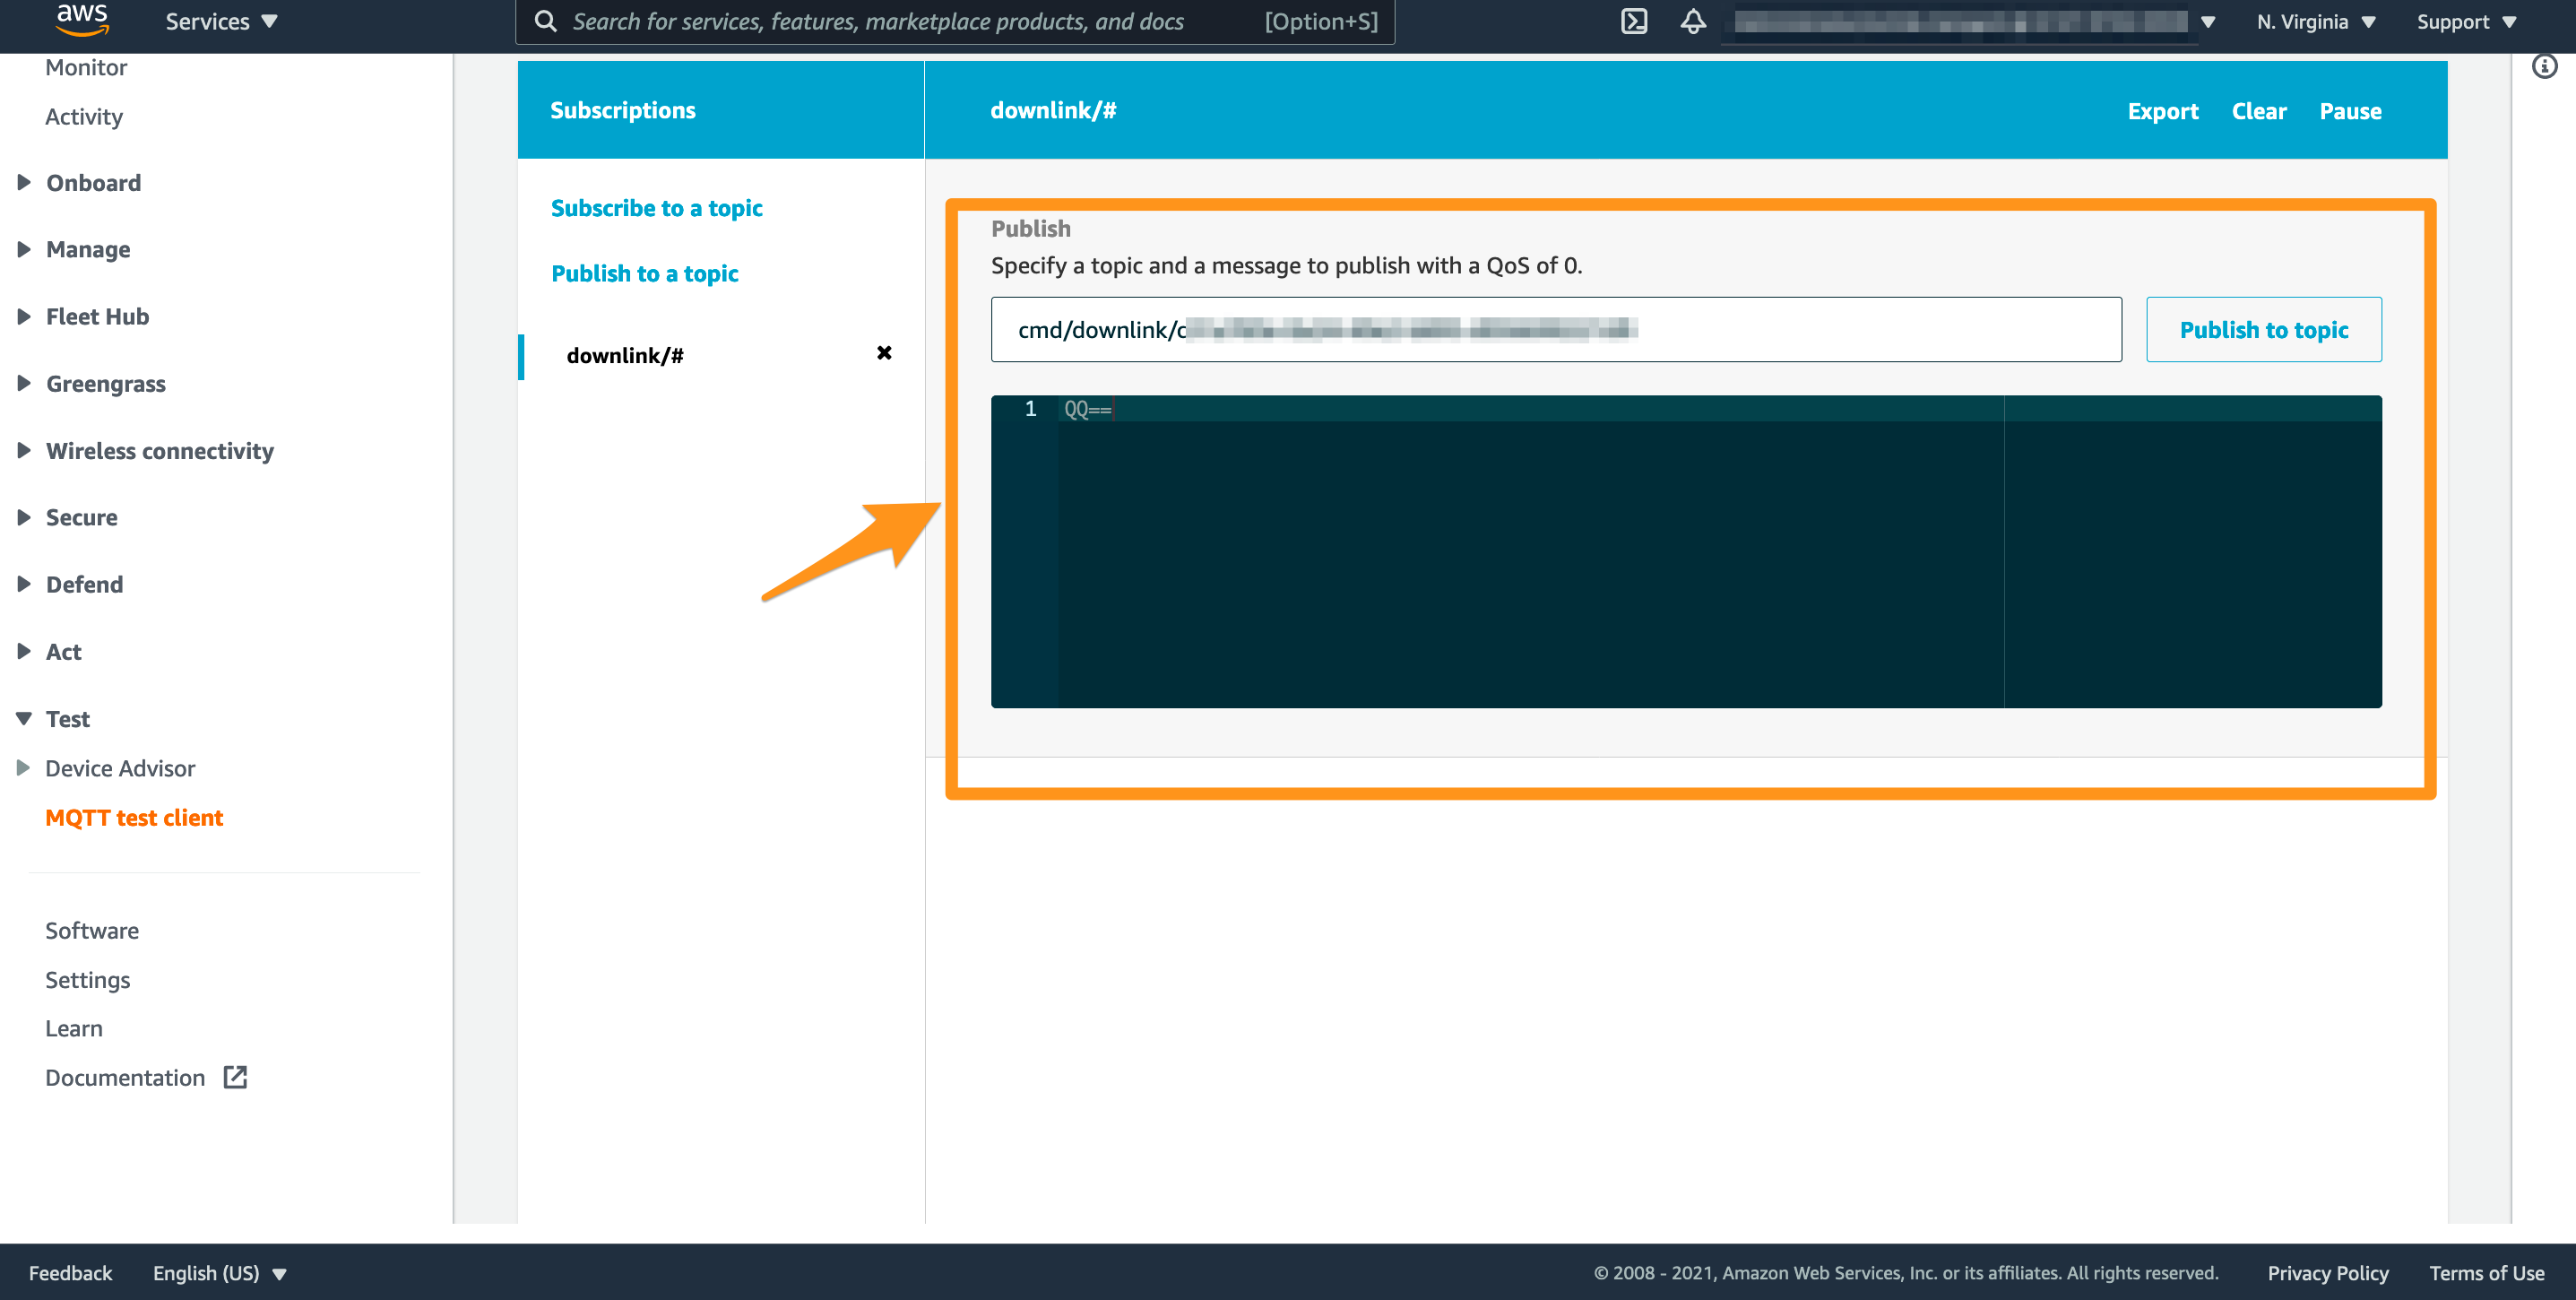 aws
Services
Search for services, features, marketplace products, and docs
[Option+S]
N. Virginia
Support
Monitor
Activity
Onboard
Manage
Fleet Hub
Greengrass
Wireless connectivity
Secure
Defend
Act
Test
Device Advisor
MQTT test client
Software
Settings
Learn
Documentation
Subscriptions
Subscribe to a topic
Publish to a topic
downlink/#
downlink/#
Export
Clear
Pause
Publish
Specify a topic and a message to publish with a QoS of 0.
cmd/downlink/c
Publish to topic
1 QQ==
Feedback
English (US)
© 2008 - 2021, Amazon Web Services, Inc. or its affiliates. All rights reserved.
Privacy Policy
Terms of Use